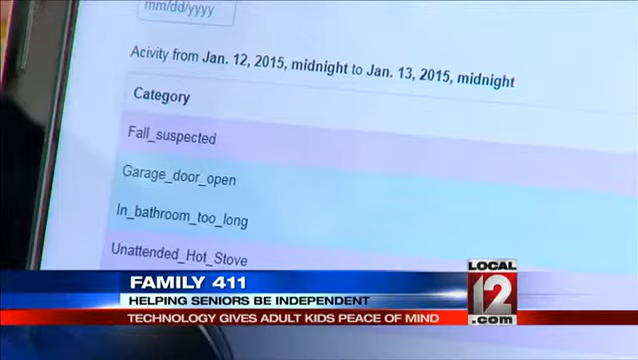 mm/dd/yyyy
Acivity from Jan. 12, 2015, midnight to Jan. 13, 2015, midnight
Category
Fall_suspected
Garage_door_open
In_bathroom_too_long
Unattended_Hot_Stove
FAMILY 411
HELPING SENIORS BE INDEPENDENT
TECHNOLOGY GIVES ADULT KIDS PEACE OF MIND
LOCAL
12
.com